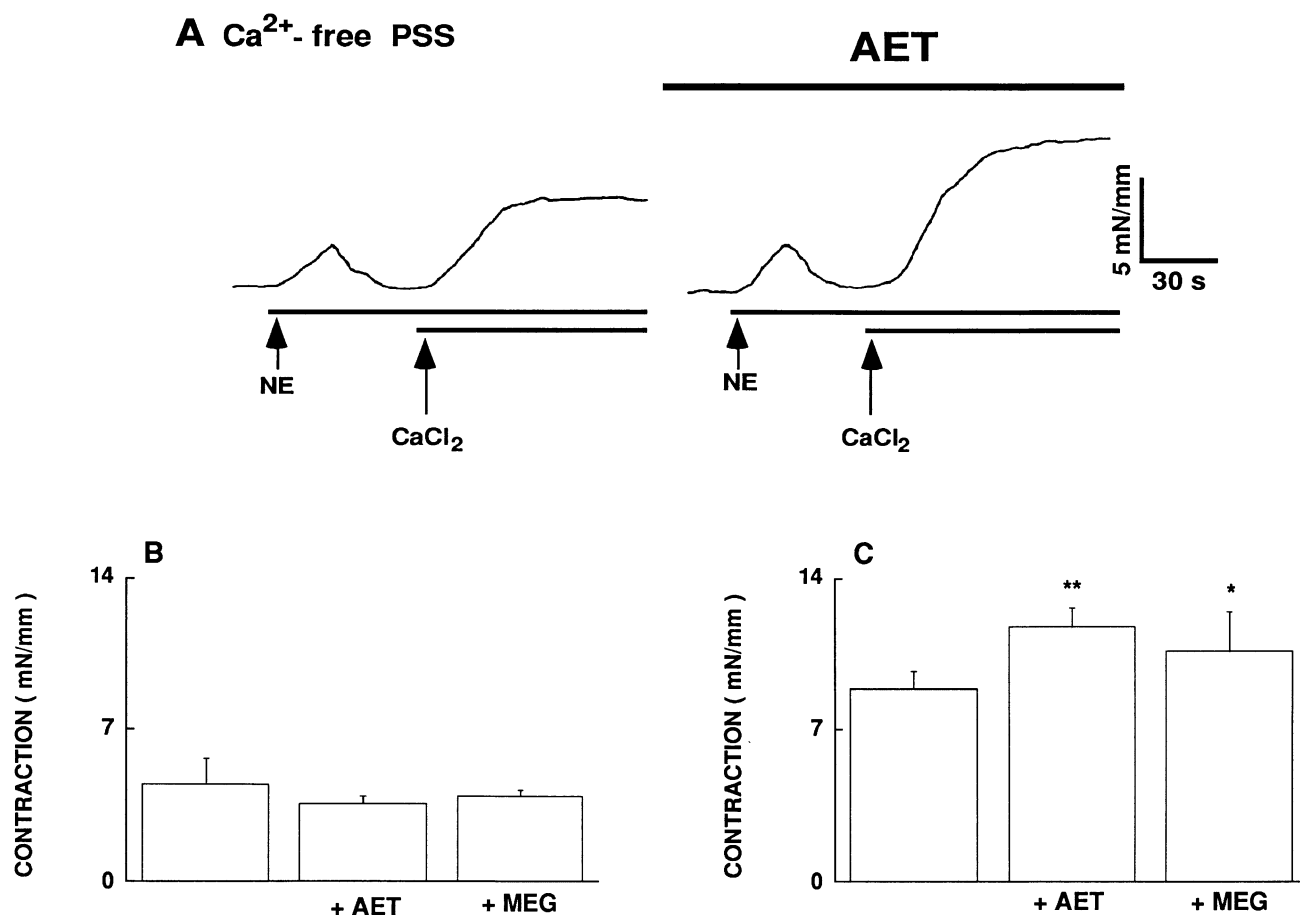 A Ca²⁺- free PSS
AET
5 mN/mm
30 s
NE
CaCl₂
NE
CaCl₂
B
CONTRACTION ( mN/mm)
14
7
0
+ AET
+ MEG
C
CONTRACTION ( mN/mm)
14
7
0
**
*
+ AET
+ MEG